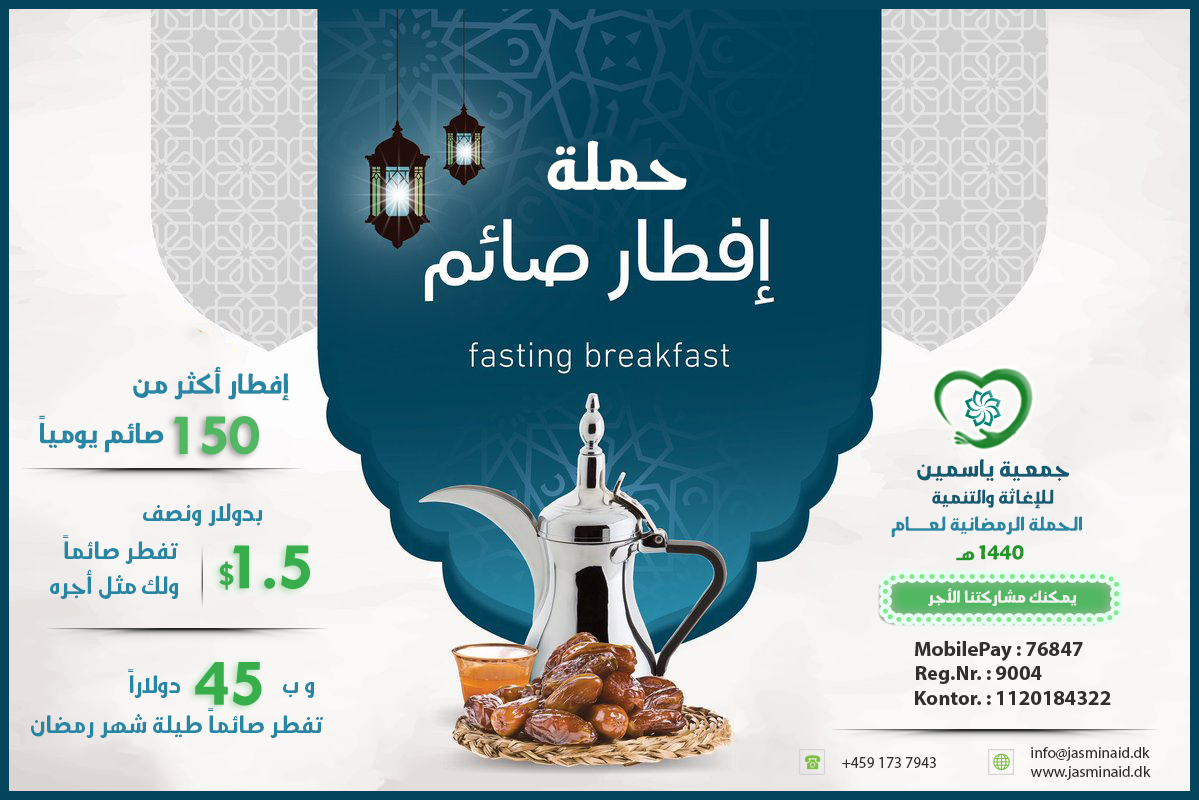 حملة
إفطار صائم
fasting breakfast
إفطار أكثر من
150 صائم يومياً
بدولار ونصف
$1.5
تفطر صائماً
ولك مثل أجره
و ب 45 دولاراً
تفطر صائماً طيلة شهر رمضان
جمعية ياسمين
للإغاثة والتنمية
الحملة الرمضانية لعـــام
1440 هـ
يمكنك مشاركتنا الأجر
MobilePay : 76847
Reg.Nr. : 9004
Kontor. : 1120184322
+459 173 7943
info@jasminaid.dk
www.jasminaid.dk